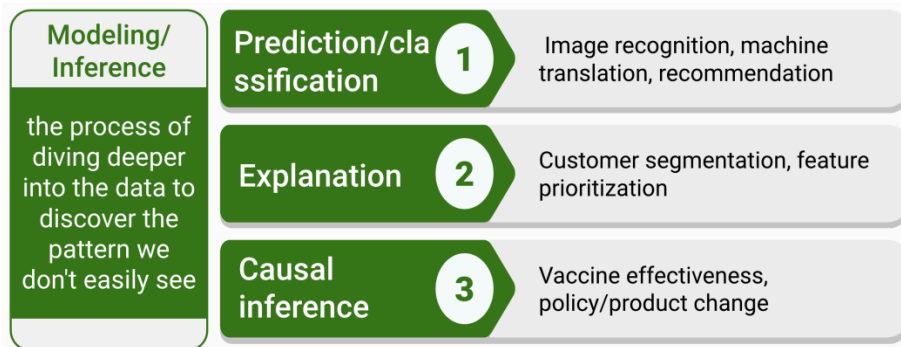 Modeling/
Inference
the process of
diving deeper
into the data to
discover the
pattern we
don't easily see
Prediction/cla
ssification
1
Image recognition, machine
translation, recommendation
Explanation
2
Customer segmentation, feature
prioritization
Causal
inference
3
Vaccine effectiveness,
policy/product change